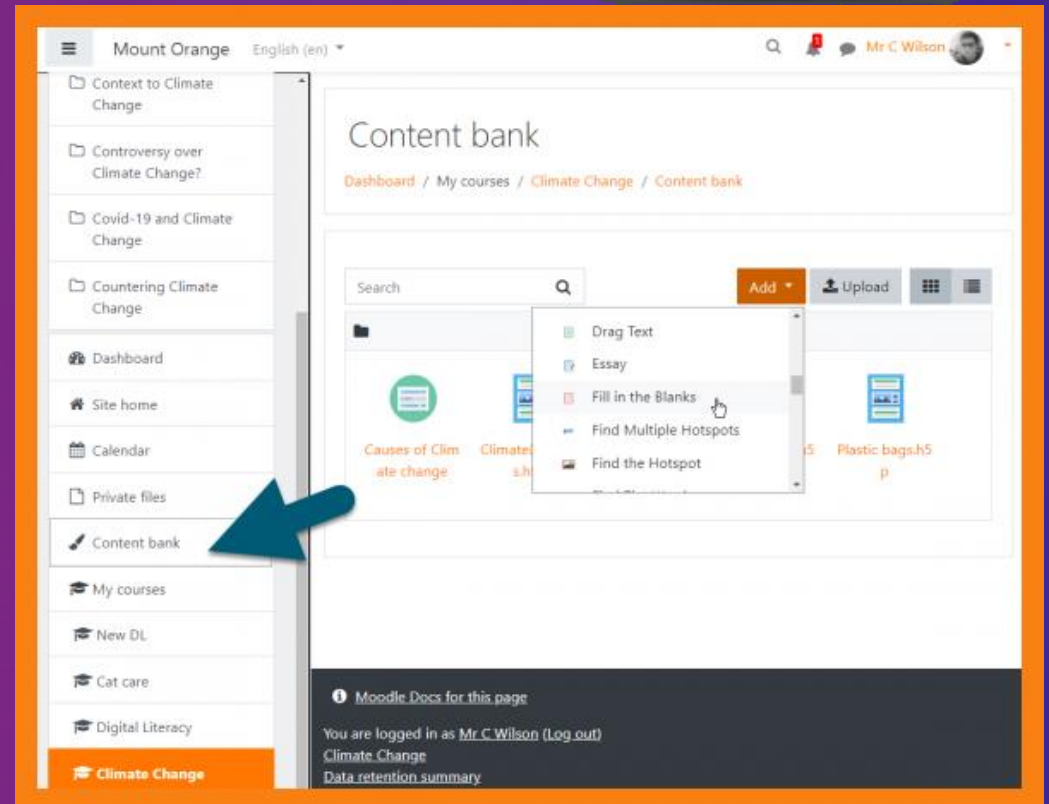 Mount Orange English (en)
Mr C Wilson
1
Context to Climate
Change
Controversy over
Climate Change?
Covid-19 and Climate
Change
Countering Climate
Change
Dashboard
Site home
Calendar
Private files
Content bank
My courses
New DL
Cat care
Digital Literacy
Climate Change
Content bank
Dashboard / My courses / Climate Change / Content bank
Search
Add
Upload
Drag Text
Essay
Fill in the Blanks
Find Multiple Hotspots
Find the Hotspot
Causes of Clim
ate change
Plastic bags.h5
p
Moodle Docs for this page
You are logged in as Mr C Wilson (Log out)
Climate Change
Data retention summary